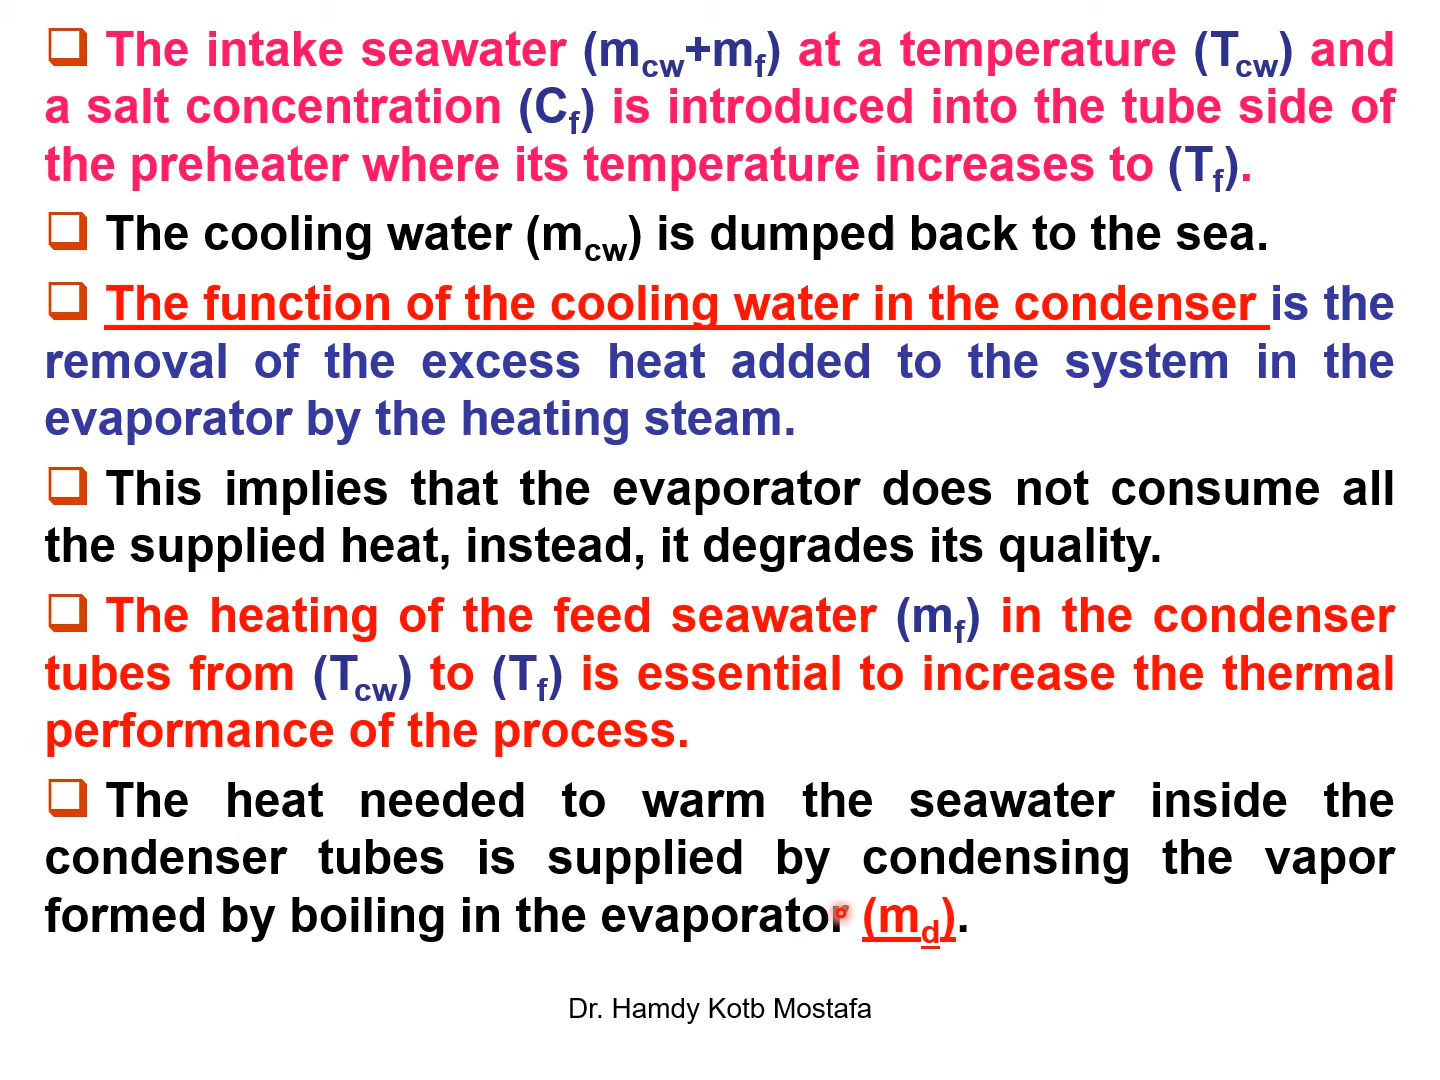 ❑ The intake seawater (mcw+mf) at a temperature (Tcw) and
a salt concentration (Cf) is introduced into the tube side of
the preheater where its temperature increases to (Tf).
❑ The cooling water (mcw) is dumped back to the sea.
❑ The function of the cooling water in the condenser is the
removal of the excess heat added to the system in the
evaporator by the heating steam.
❑ This implies that the evaporator does not consume all
the supplied heat, instead, it degrades its quality.
❑ The heating of the feed seawater (mf) in the condenser
tubes from (Tcw) to (Tf) is essential to increase the thermal
performance of the process.
❑ The heat needed to warm the seawater inside the
condenser tubes is supplied by condensing the vapor
formed by boiling in the evaporator (md).
Dr. Hamdy Kotb Mostafa